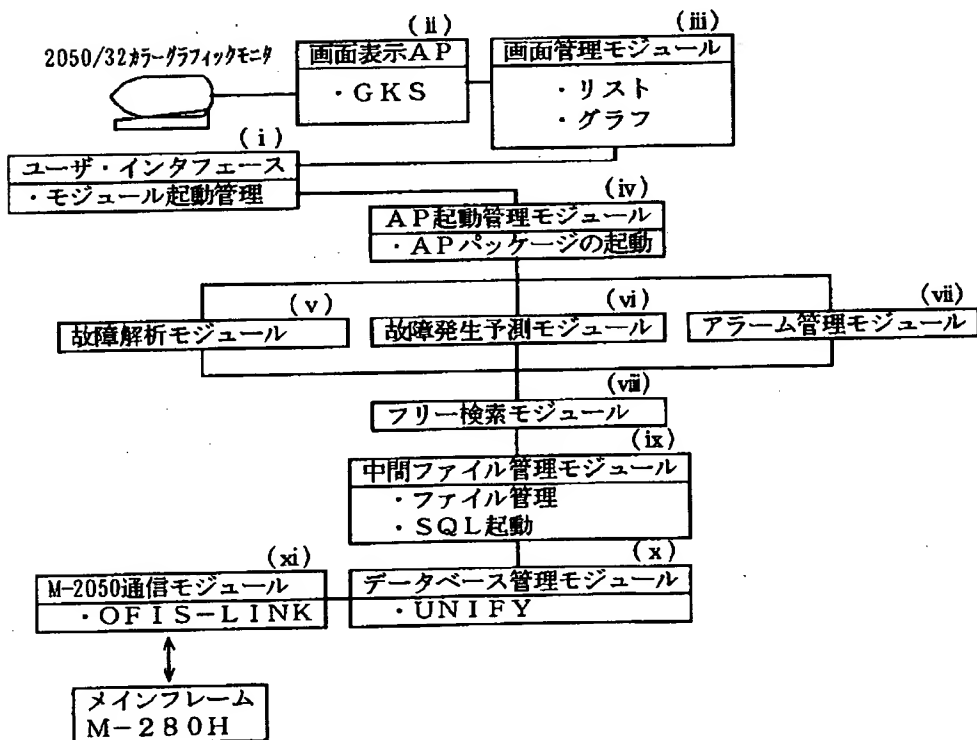 (ii)
(iii)
2050/32カラーグラフィックモニタ
画面表示AP
・GKS
画面管理モジュール
・リスト
・グラフ
(i)
ユーザ・インタフェース
・モジュール起動管理
(iv)
AP起動管理モジュール
・APパッケージの起動
(v)
(vi)
(vii)
故障解析モジュール
故障発生予測モジュール
アラーム管理モジュール
(viii)
フリー検索モジュール
(ix)
中間ファイル管理モジュール
・ファイル管理
・SQL起動
(xi)
(x)
M-2050通信モジュール
・OFIS-LINK
データベース管理モジュール
・UNIFY
メインフレーム
M-280H